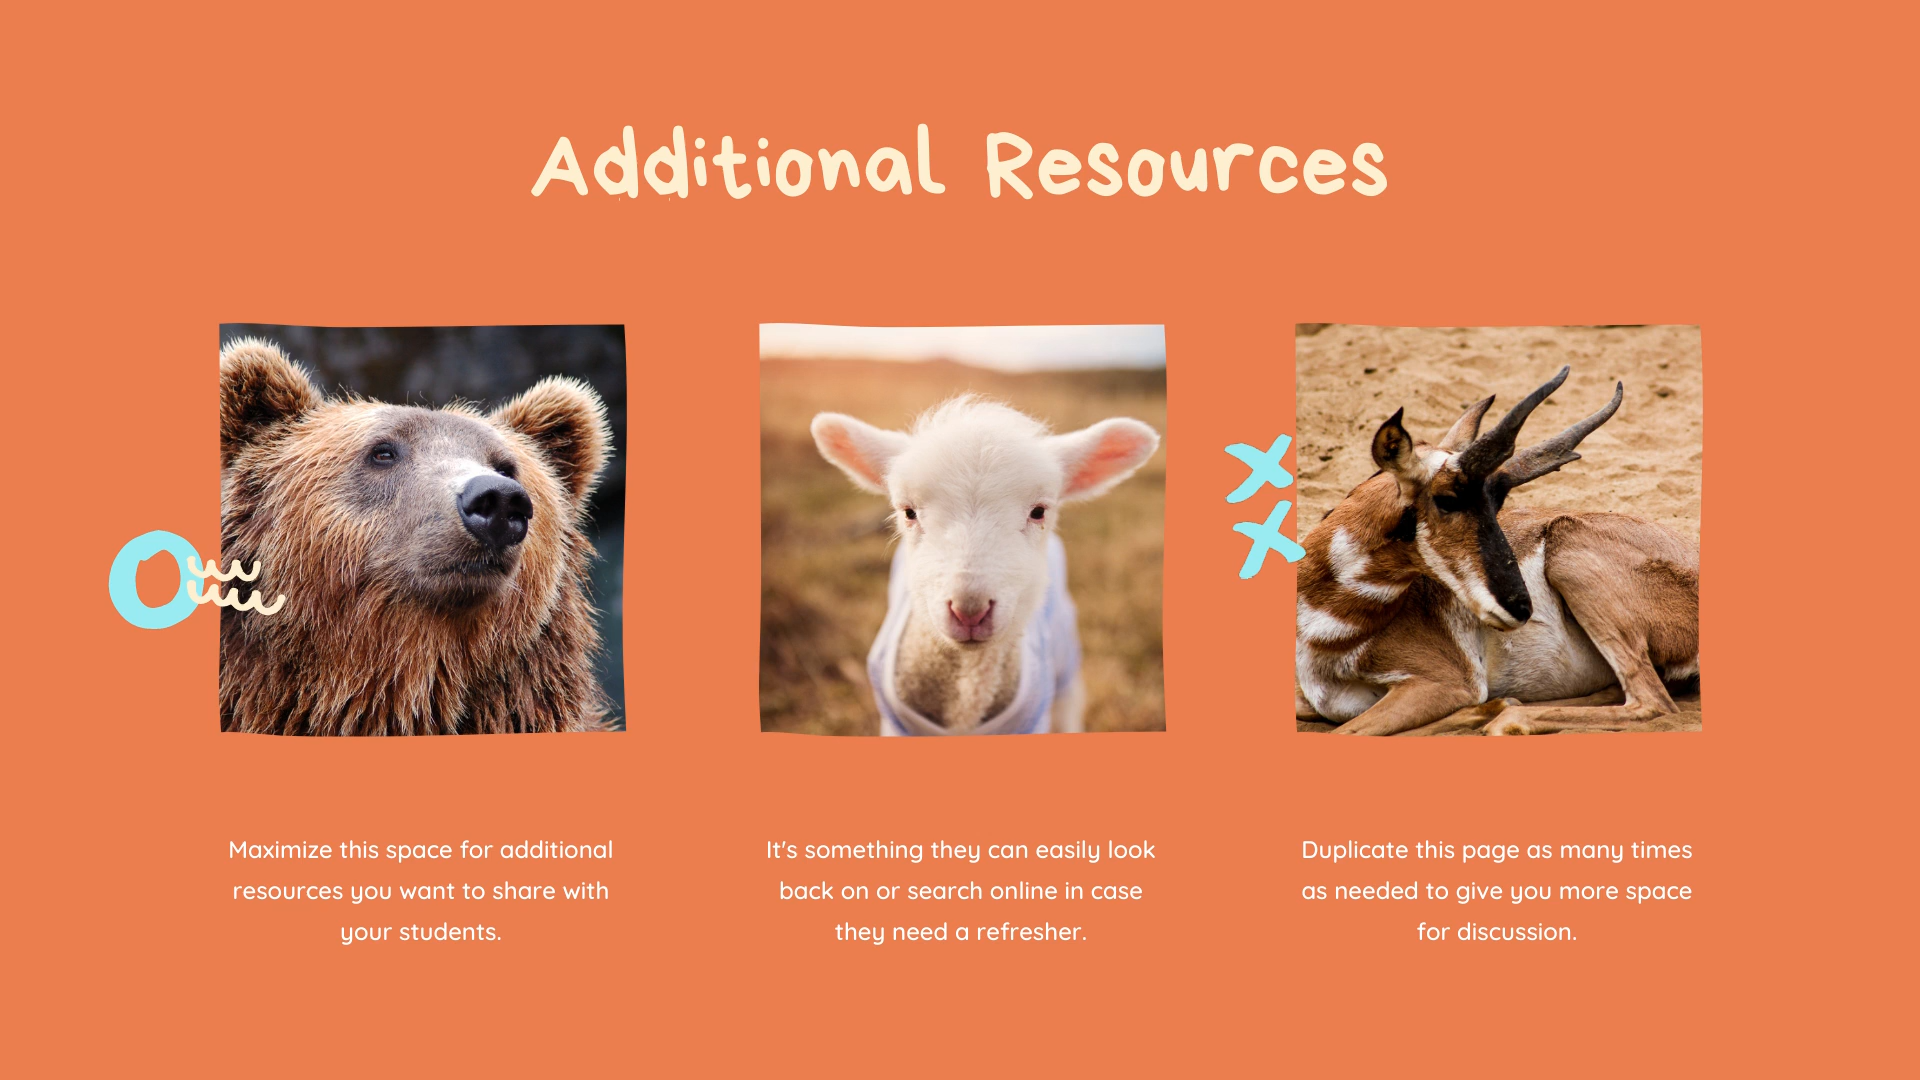 Additional Resources
Maximize this space for additional
resources you want to share with
your students.
It's something they can easily look
back on or search online in case
they need a refresher.
Duplicate this page as many times
as needed to give you more space
for discussion.